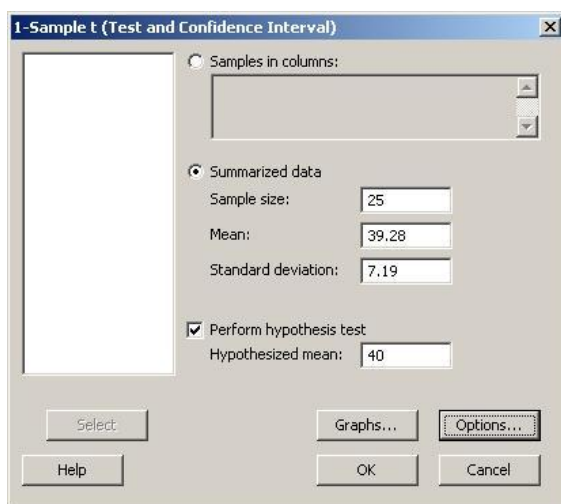 1-Sample t (Test and Confidence Interval)
Samples in columns:
Summarized data
Sample size: 25
Mean: 39.28
Standard deviation: 7.19
Perform hypothesis test
Hypothesized mean: 40
Select
Graphs...
Options...
Help
OK
Cancel